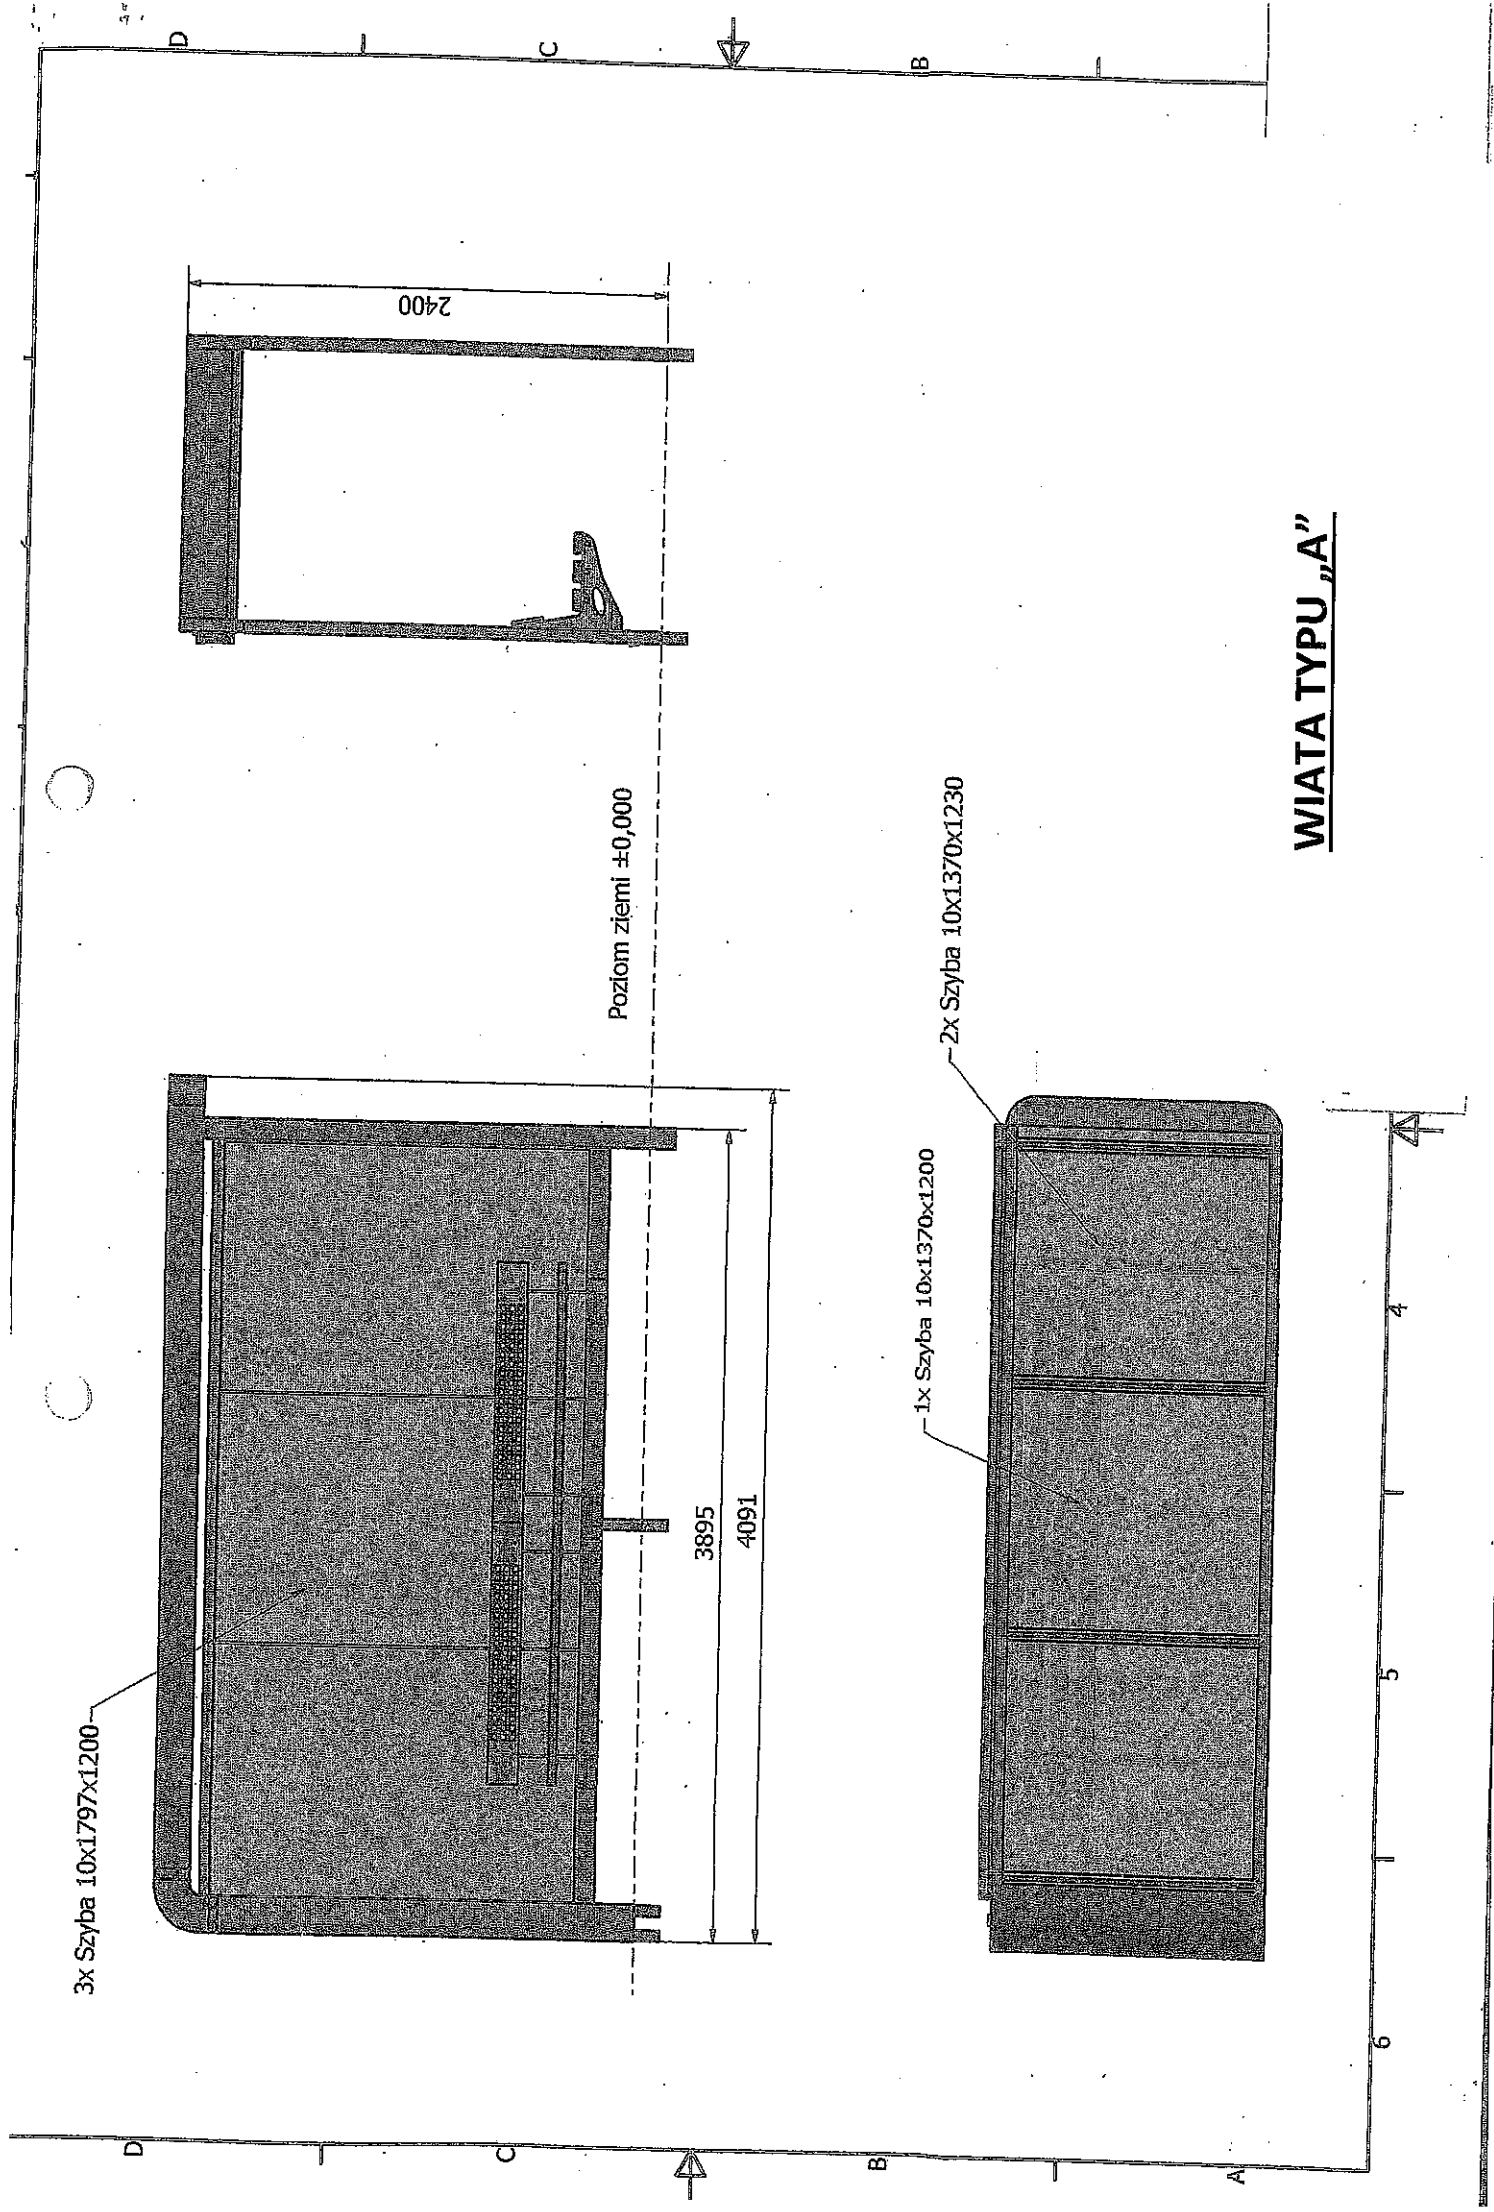 D
C
B
3x Szyba 10x1797x1200
2400
Poziom ziemi ±0,000
3895
4091
1x Szyba 10x1370x1200
2x Szyba 10x1370x1230
WIATA TYPU „A”
D
C
B
A
6
5
4